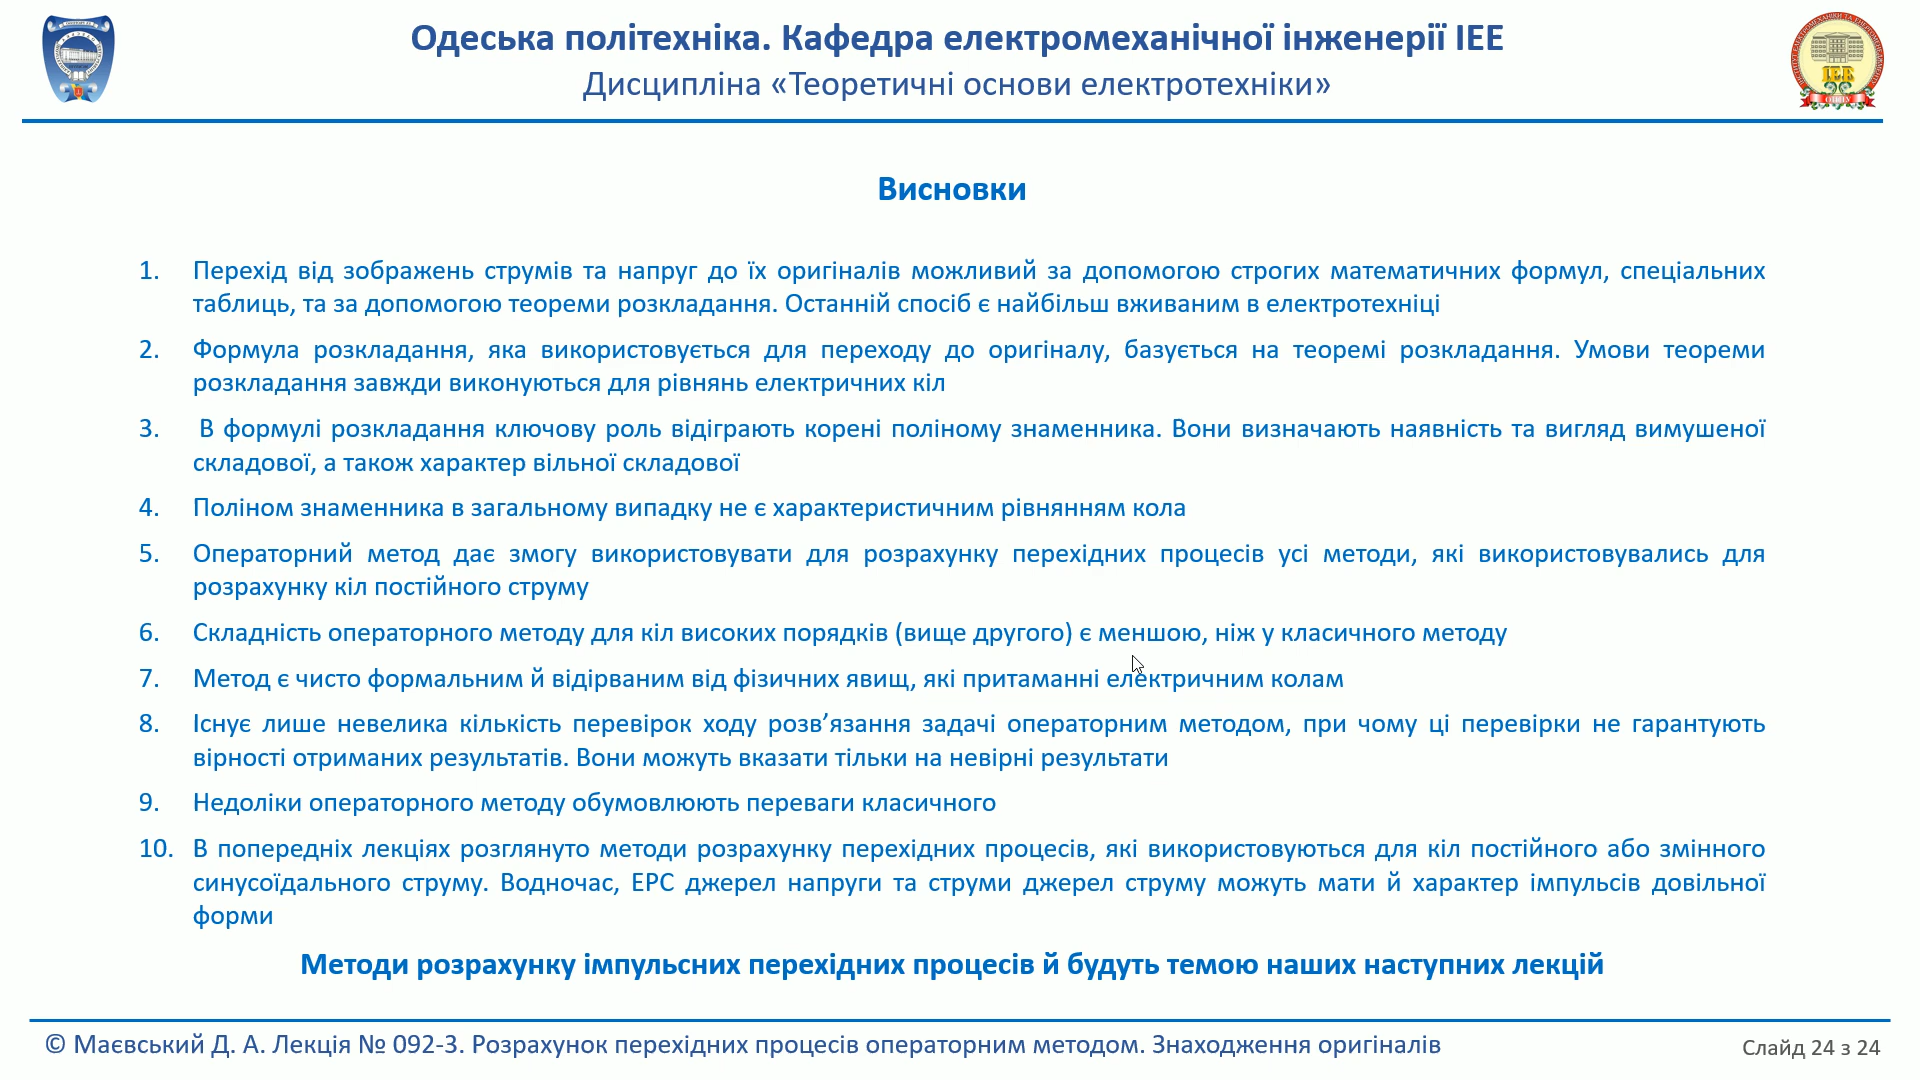 Одеська політехніка. Кафедра електромеханічної інженерії ІЕЕ
Дисципліна «Теоретичні основи електротехніки»
ІЕЕ
Висновки
1. Перехід від зображень струмів та напруг до їх оригіналів можливий за допомогою строгих математичних формул, спеціальних
таблиць, та за допомогою теореми розкладання. Останній спосіб є найбільш вживаним в електротехніці
2. Формула розкладання, яка використовується для переходу до оригіналу, базується на теоремі розкладання. Умови теореми
розкладання завжди виконуються для рівнянь електричних кіл
3. В формулі розкладання ключову роль відіграють корені поліному знаменника. Вони визначають наявність та вигляд вимушеної
складової, а також характер вільної складової
4. Поліном знаменника в загальному випадку не є характеристичним рівнянням кола
5. Операторний метод дає змогу використовувати для розрахунку перехідних процесів усі методи, які використовувались для
розрахунку кіл постійного струму
6. Складність операторного методу для кіл високих порядків (вище другого) є меншою, ніж у класичного методу
7. Метод є чисто формальним й відірваним від фізичних явищ, які притаманні електричним колам
8. Існує лише невелика кількість перевірок ходу розв’язання задачі операторним методом, при чому ці перевірки не гарантують
вірності отриманих результатів. Вони можуть вказати тільки на невірні результати
9. Недоліки операторного методу обумовлюють переваги класичного
10. В попередніх лекціях розглянуто методи розрахунку перехідних процесів, які використовуються для кіл постійного або змінного
синусоїдального струму. Водночас, ЕРС джерел напруги та струми джерел струму можуть мати й характер імпульсів довільної
форми
Методи розрахунку імпульсних перехідних процесів й будуть темою наших наступних лекцій
© Маєвський Д. А. Лекція № 092-3. Розрахунок перехідних процесів операторним методом. Знаходження оригіналів
Слайд 24 з 24